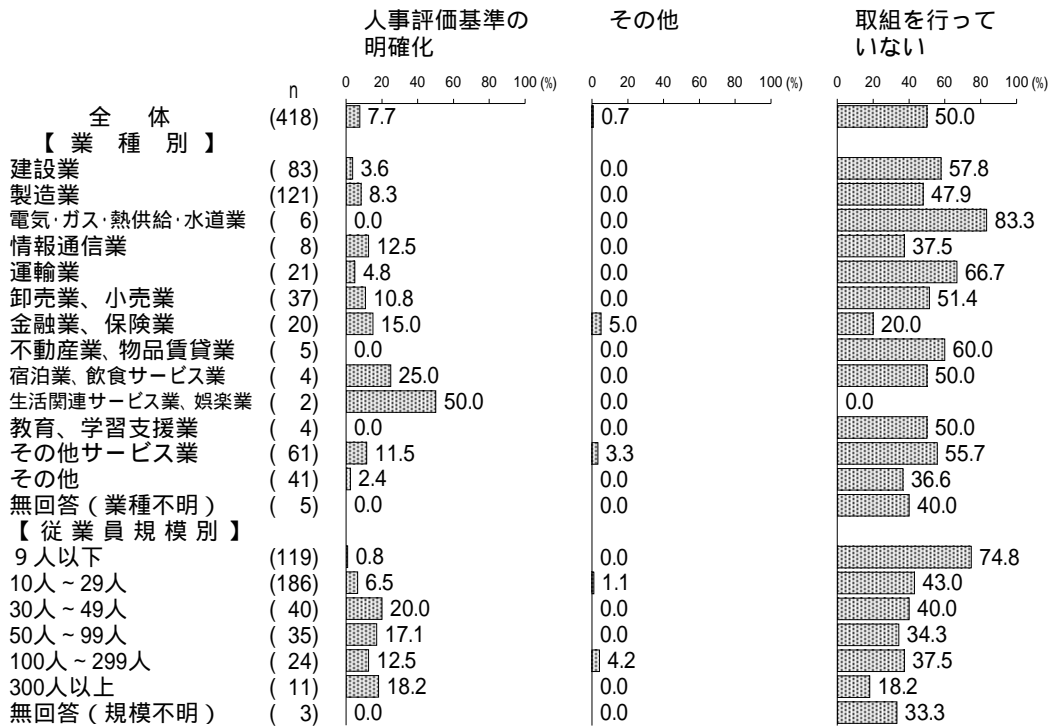 人事評価基準の
明確化
その他
取組を行って
いない
n
0 20 40 60 80 100 (%) 0 20 40 60 80 100 (%) 0 20 40 60 80 100 (%)
全 体 (418) 7.7 0.7 50.0
【 業 種 別 】
建設業 ( 83) 3.6 0.0 57.8
製造業 (121) 8.3 0.0 47.9
電気・ガス・熱供給・水道業 ( 6) 0.0 0.0 83.3
情報通信業 ( 8) 12.5 0.0 37.5
運輸業 ( 21) 4.8 0.0 66.7
卸売業、小売業 ( 37) 10.8 0.0 51.4
金融業、保険業 ( 20) 15.0 5.0 20.0
不動産業、物品賃貸業 ( 5) 0.0 0.0 60.0
宿泊業、飲食サービス業 ( 4) 25.0 0.0 50.0
生活関連サービス業、娯楽業 ( 2) 50.0 0.0 0.0
教育、学習支援業 ( 4) 0.0 0.0 50.0
その他サービス業 ( 61) 11.5 3.3 55.7
その他 ( 41) 2.4 0.0 36.6
無回答（業種不明） ( 5) 0.0 0.0 40.0
【 従 業 員 規 模 別 】
９人以下 (119) 0.8 0.0 74.8
10人～29人 (186) 6.5 1.1 43.0
30人～49人 ( 40) 20.0 0.0 40.0
50人～99人 ( 35) 17.1 0.0 34.3
100人～299人 ( 24) 12.5 4.2 37.5
300人以上 ( 11) 18.2 0.0 18.2
無回答（規模不明） ( 3) 0.0 0.0 33.3